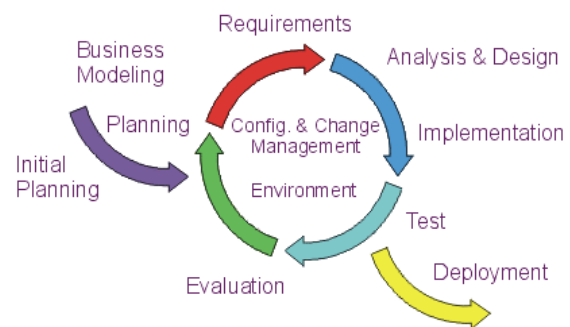 Requirements
Business
Modeling
Analysis & Design
Planning
Config. & Change
Management
Implementation
Initial
Planning
Environment
Test
Evaluation
Deployment